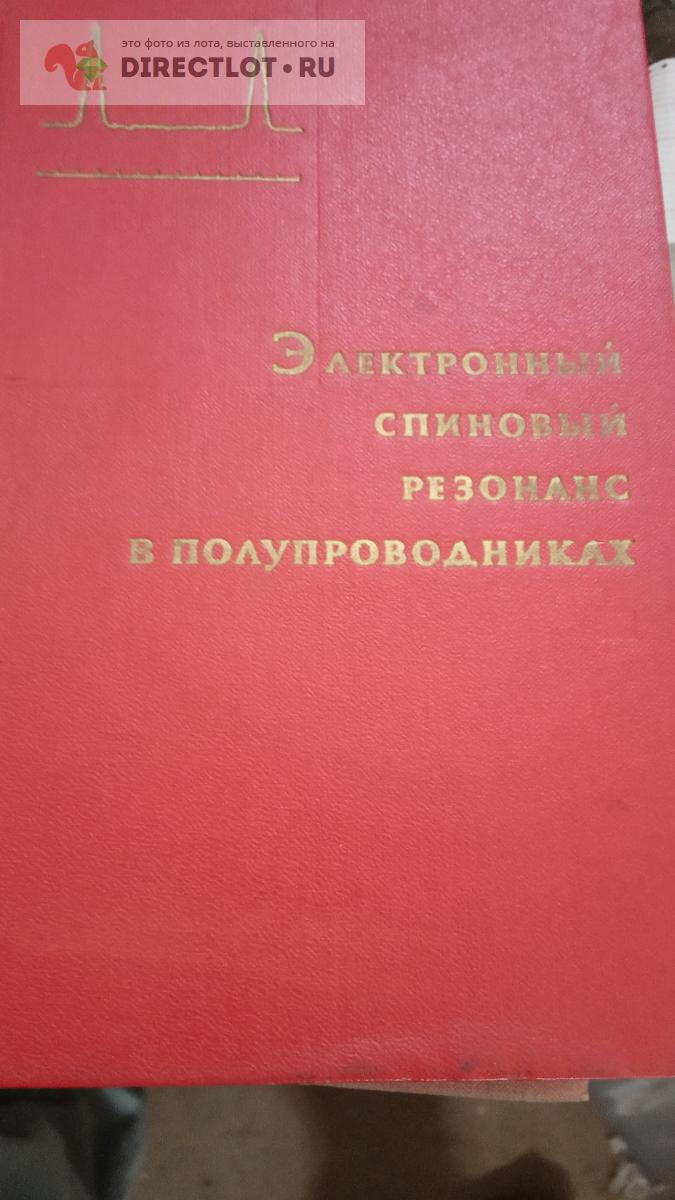 это фото из лота, выставленного на
DIRECTLOT•RU
Электронный
спиновый
резонанс
в полупроводниках